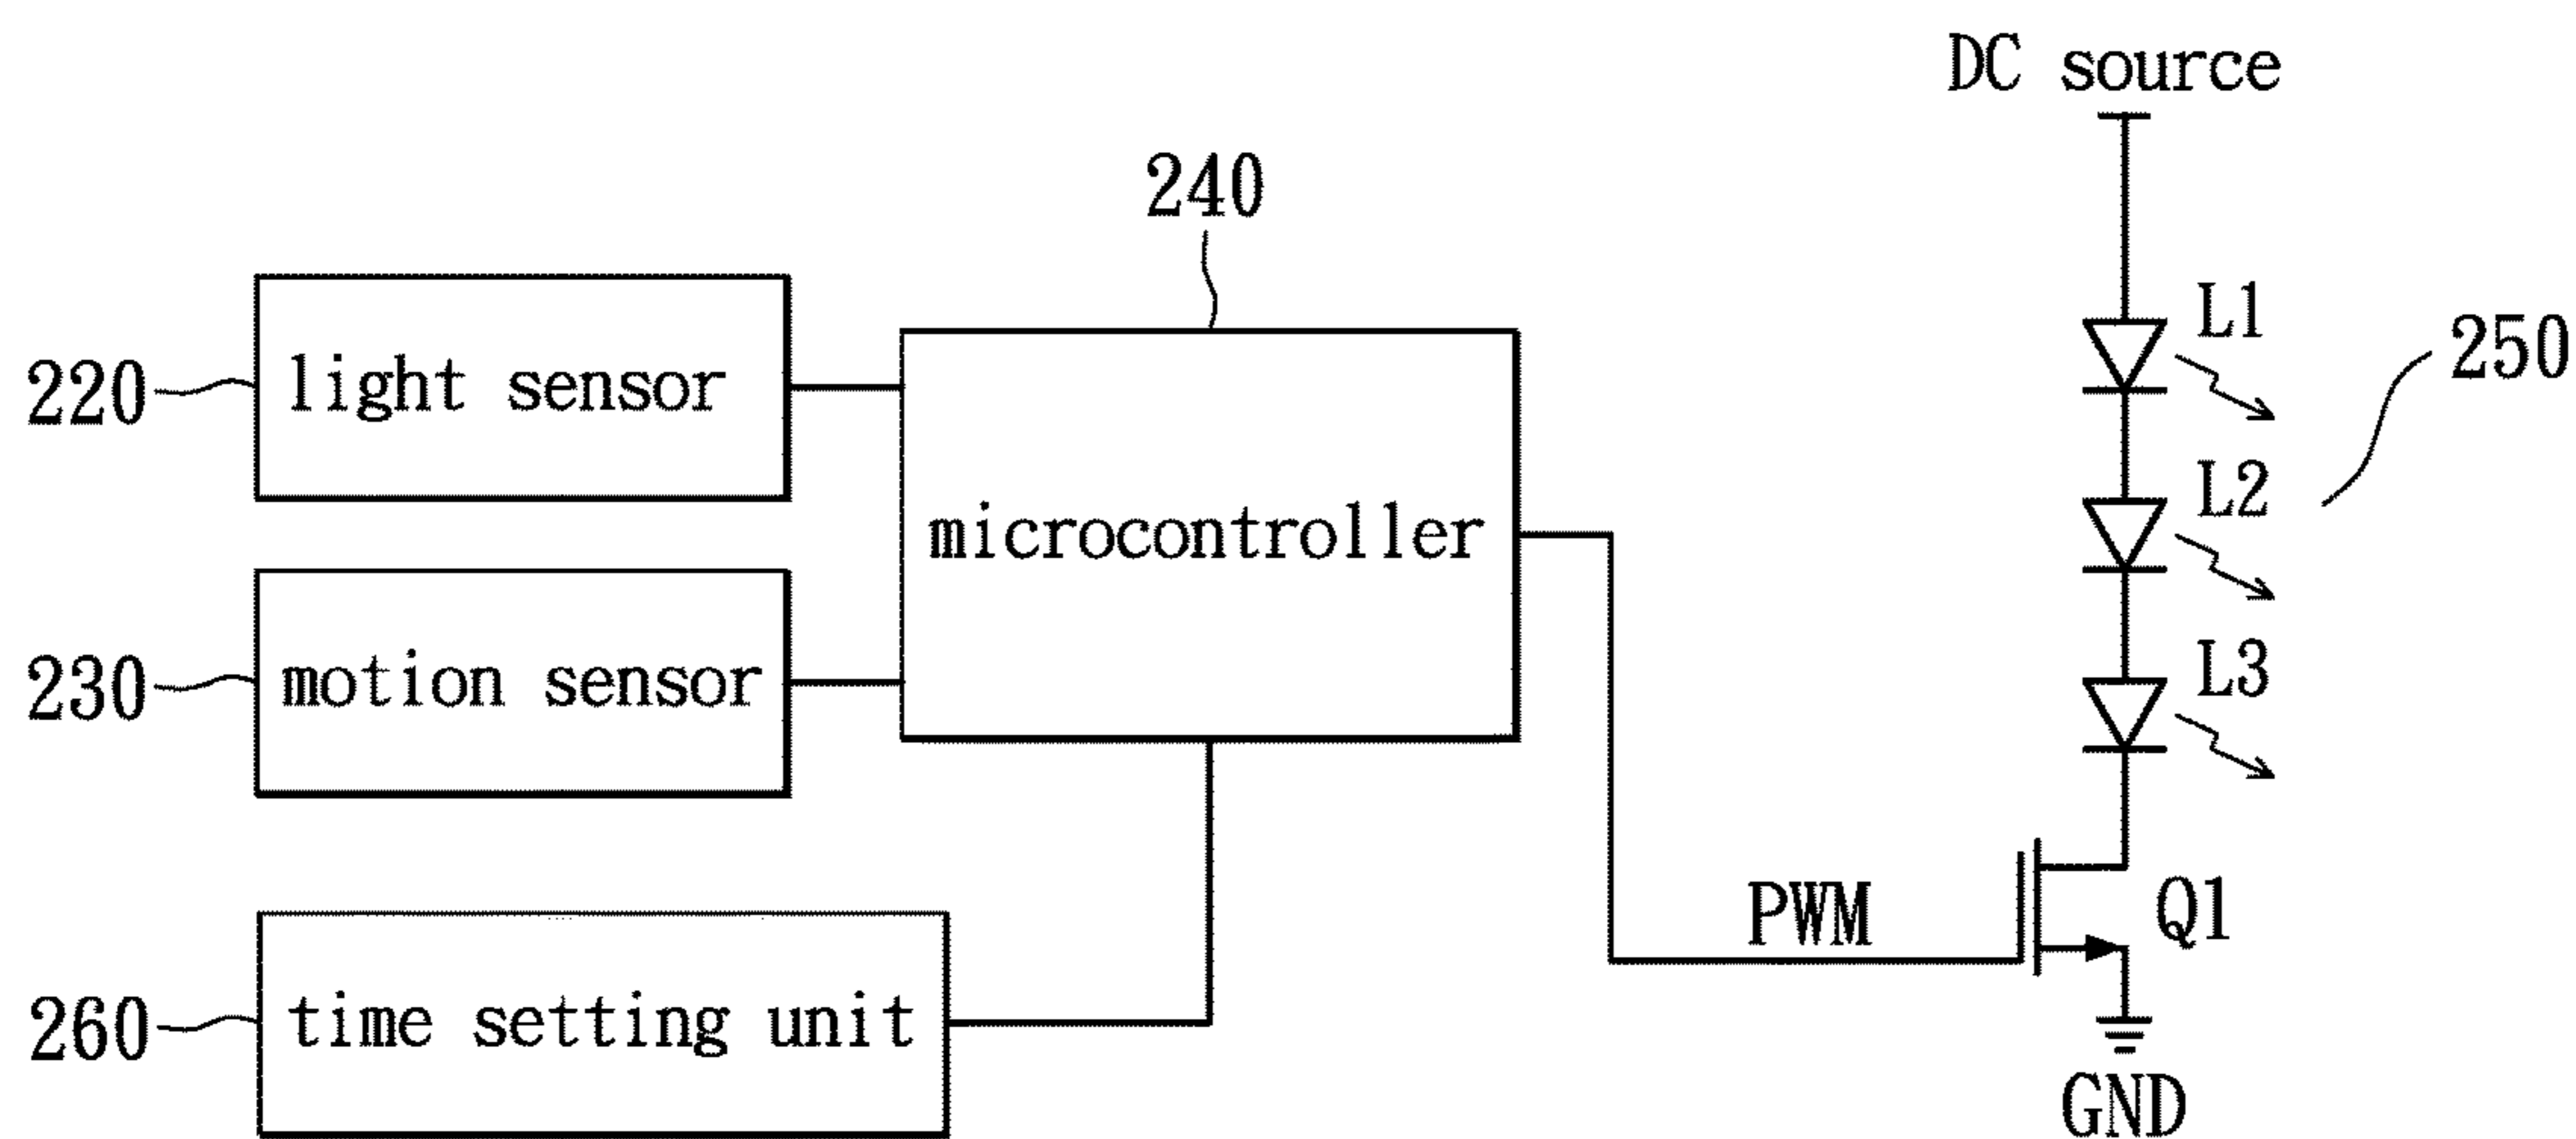 DC source
240
L1
250
220
light sensor
L2
microcontroller
L3
230
motion sensor
PWM
Q1
260
time setting unit
GND